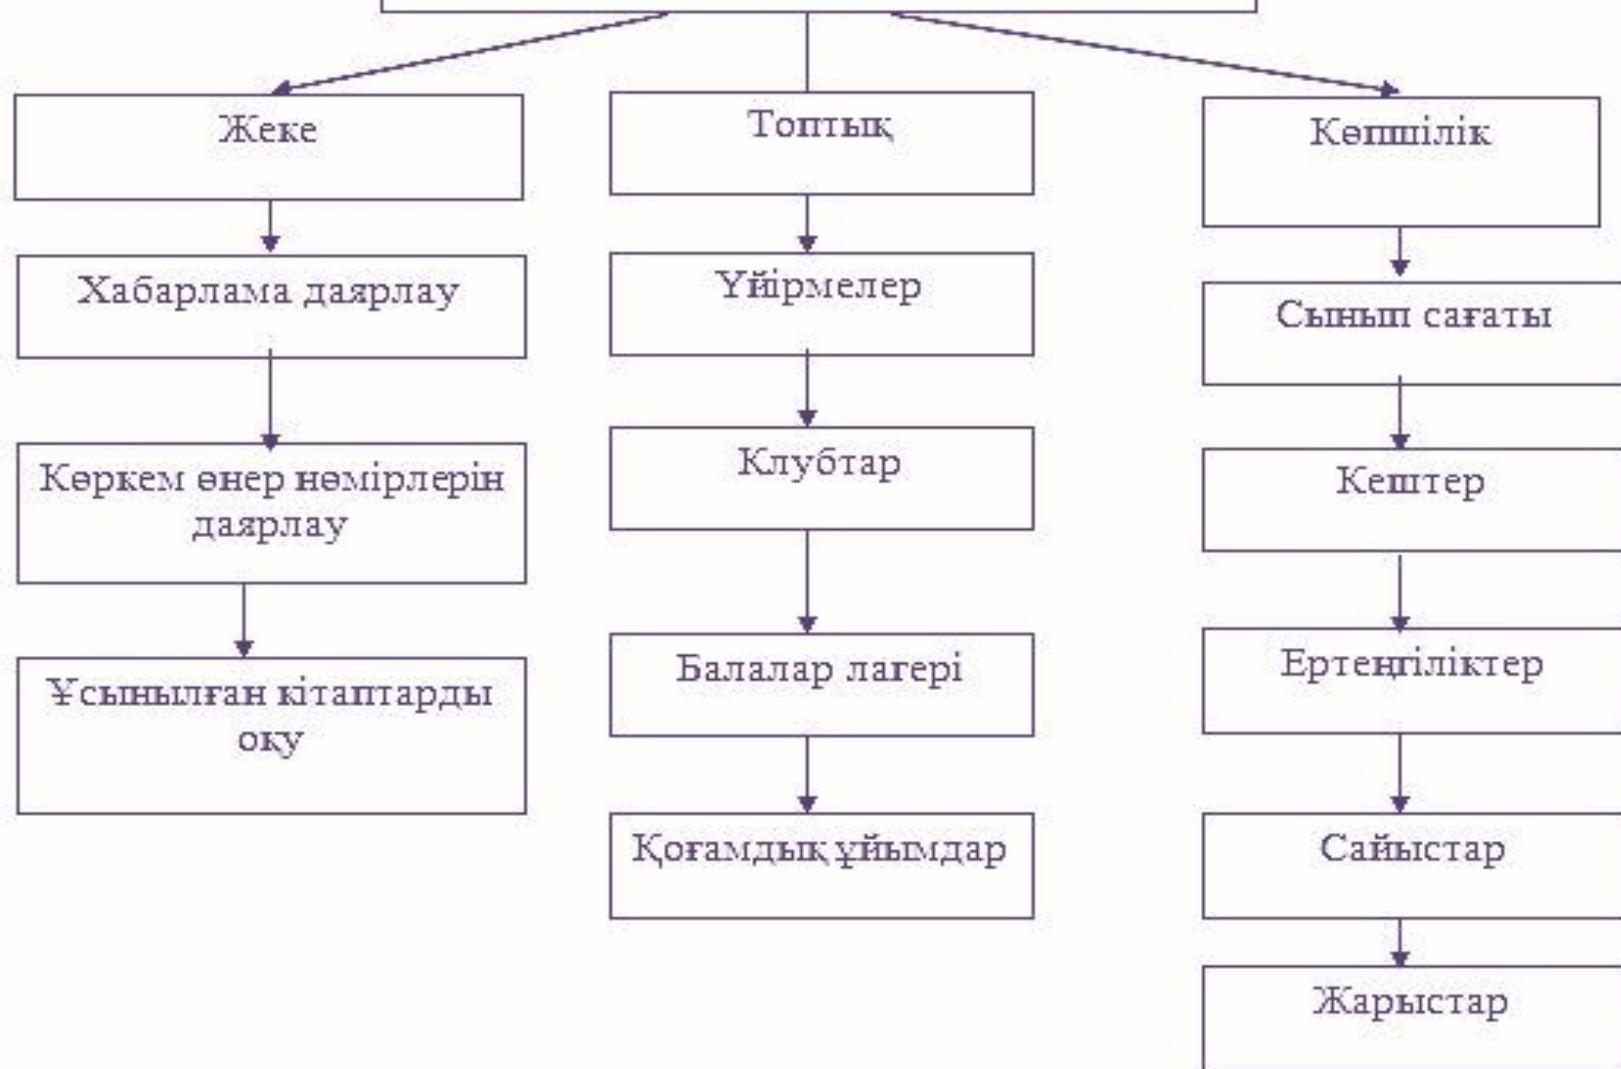 Жеке
Топтық
Көпшілік
Хабарлама даярлау
Үйірмелер
Сынып сағаты
Көркем өнер нөмірлерін
даярлау
Клубтар
Кештер
Ұсынылған кітаптарды
оқу
Балалар лагері
Ертеңгіліктер
Қоғамдық ұйымдар
Сайыстар
Жарыстар